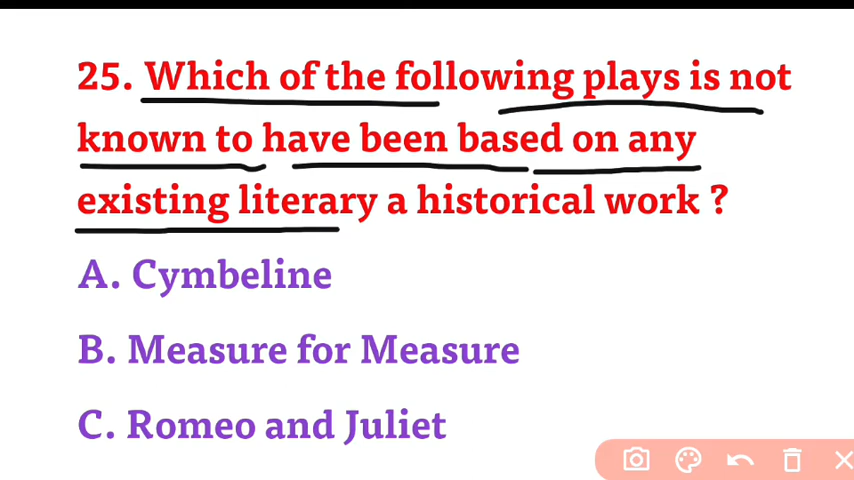 25. Which of the following plays is not
known to have been based on any
existing literary a historical work ?
A. Cymbeline
B. Measure for Measure
C. Romeo and Juliet